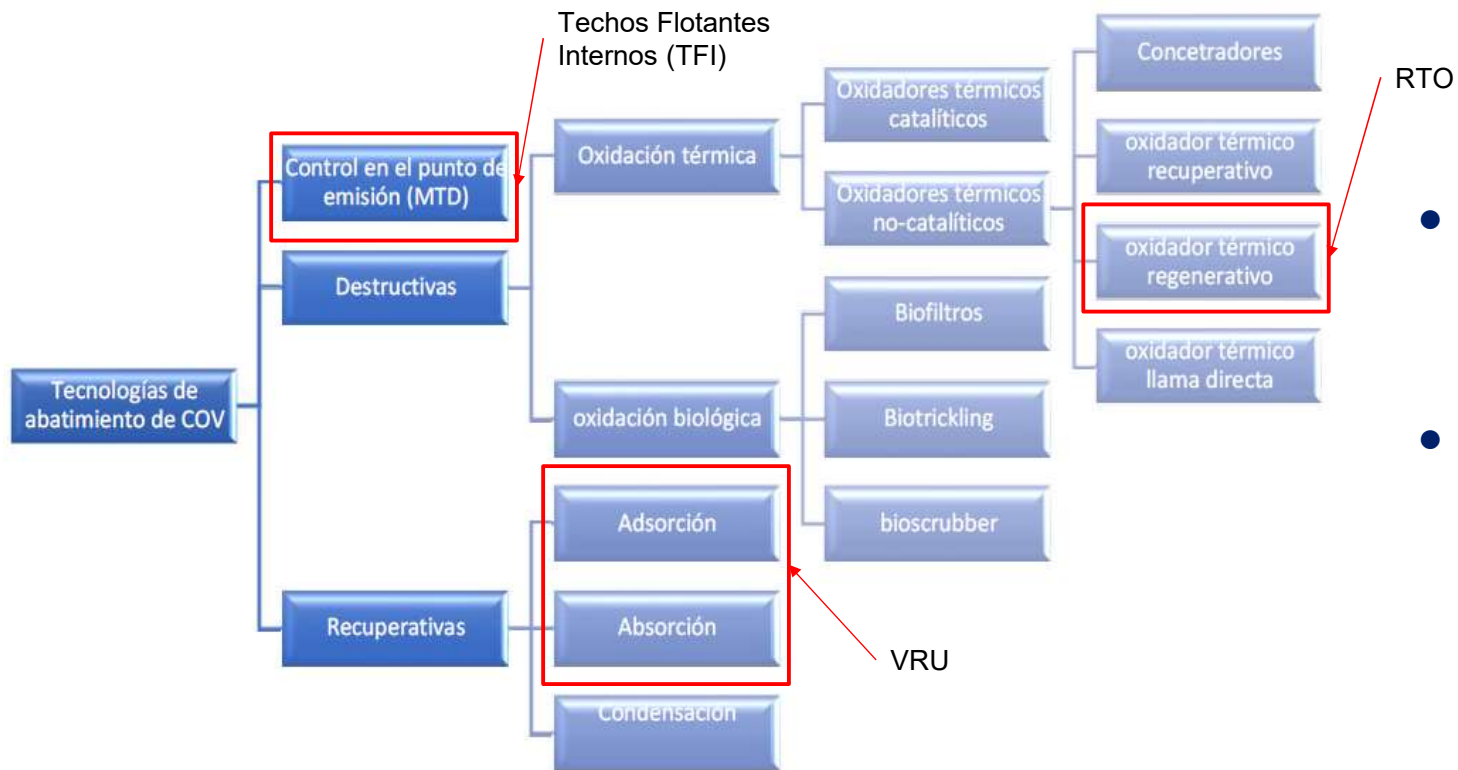 Techos Flotantes
Internos (TFI)
Concetradores
RTO
Oxidadores térmicos
catalíticos
Control en el punto de
emisión (MTD)
Oxidación térmica
oxidador térmico
recuperativo
Oxidadores térmicos
no-catalíticos
oxidador térmico
regenerativo
Destructivas
Biofiltros
oxidador térmico
llama directa
Tecnologías de
abatimiento de COV
oxidación biológica
Biotrickling
Adsorción
bioscrubber
Recuperativas
Absorción
VRU
Condensación